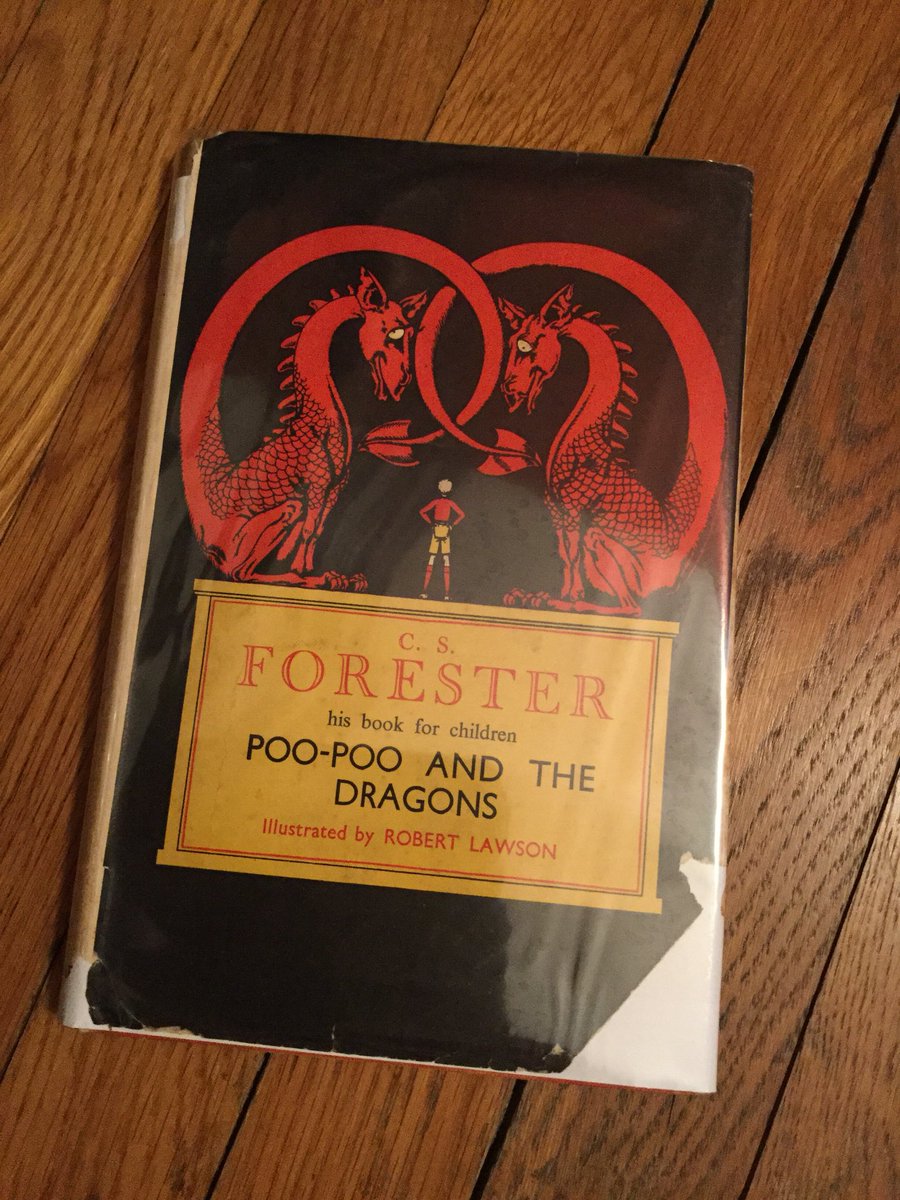 C. S.
FORESTER
his book for children
POO-POO AND THE
DRAGONS
Illustrated by ROBERT LAWSON